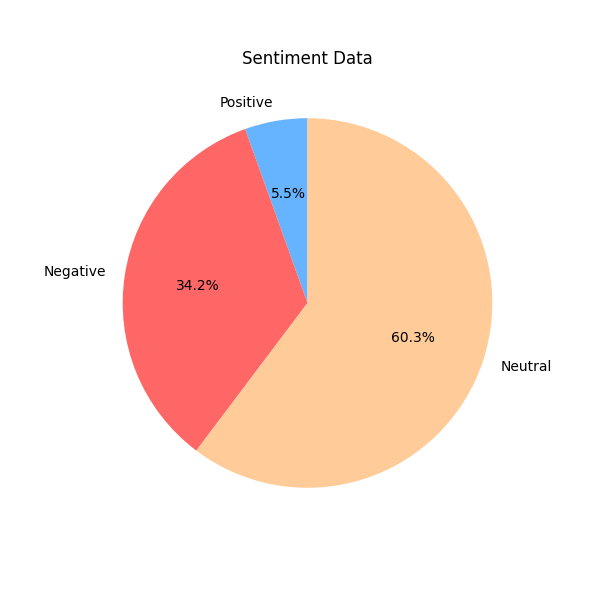 Sentiment Data
Positive
5.5%
Negative
34.2%
60.3%
Neutral